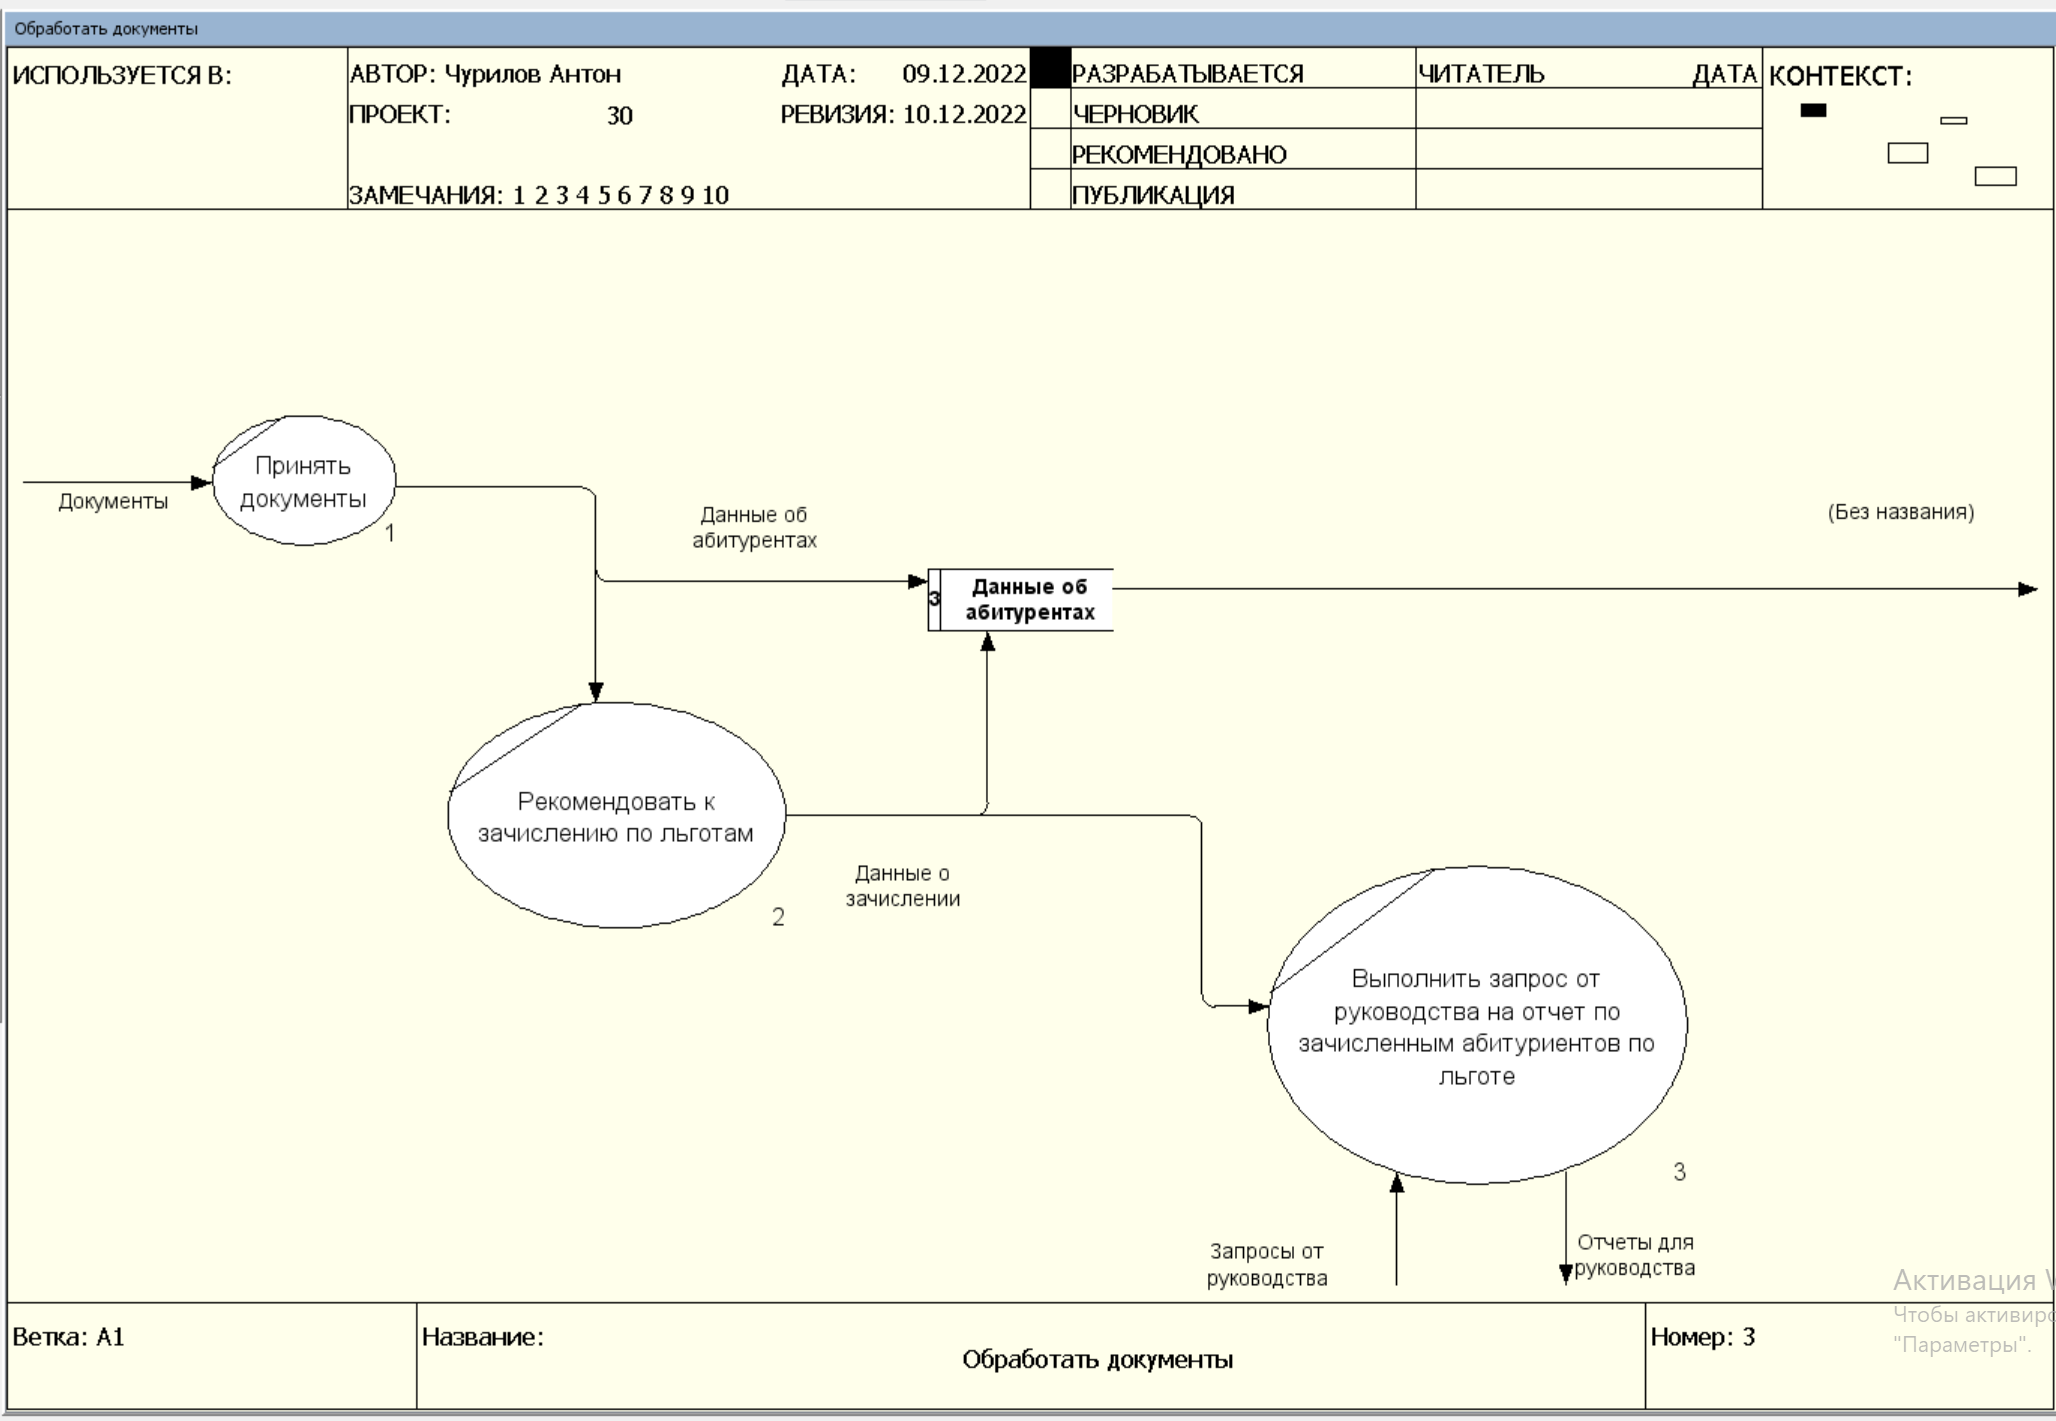 Обработать документы
ИСПОЛЬЗУЕТСЯ В:
АВТОР: Чурилов Антон
ДАТА: 09.12.2022
ПРОЕКТ: 30
РЕВИЗИЯ: 10.12.2022
ЗАМЕЧАНИЯ: 1 2 3 4 5 6 7 8 9 10
РАЗРАБАТЫВАЕТСЯ
ЧЕРНОВИК
РЕКОМЕНДОВАНО
ПУБЛИКАЦИЯ
ЧИТАТЕЛЬ
ДАТА
КОНТЕКСТ:
Документы
Принять
документы
1
Данные об
абитурентах
3
Данные об
абитурентах
(Без названия)
Рекомендовать к
зачислению по льготам
2
Данные о
зачислении
Выполнить запрос от
руководства на отчет по
зачисленным абитуриентов по
льготе
3
Запросы от
руководства
Отчеты для
руководства
Активация
Чтобы активиро
"Параметры".
Ветка: A1
Название:
Обработать документы
Номер: 3